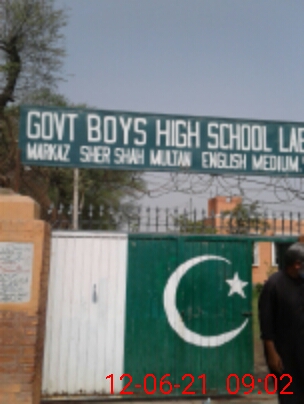 GOVT BOYS HIGH SCHOOL LAB
MARKAZ SHER SHAH MULTAN ENGLISH MEDIUM
12-06-21 09:02